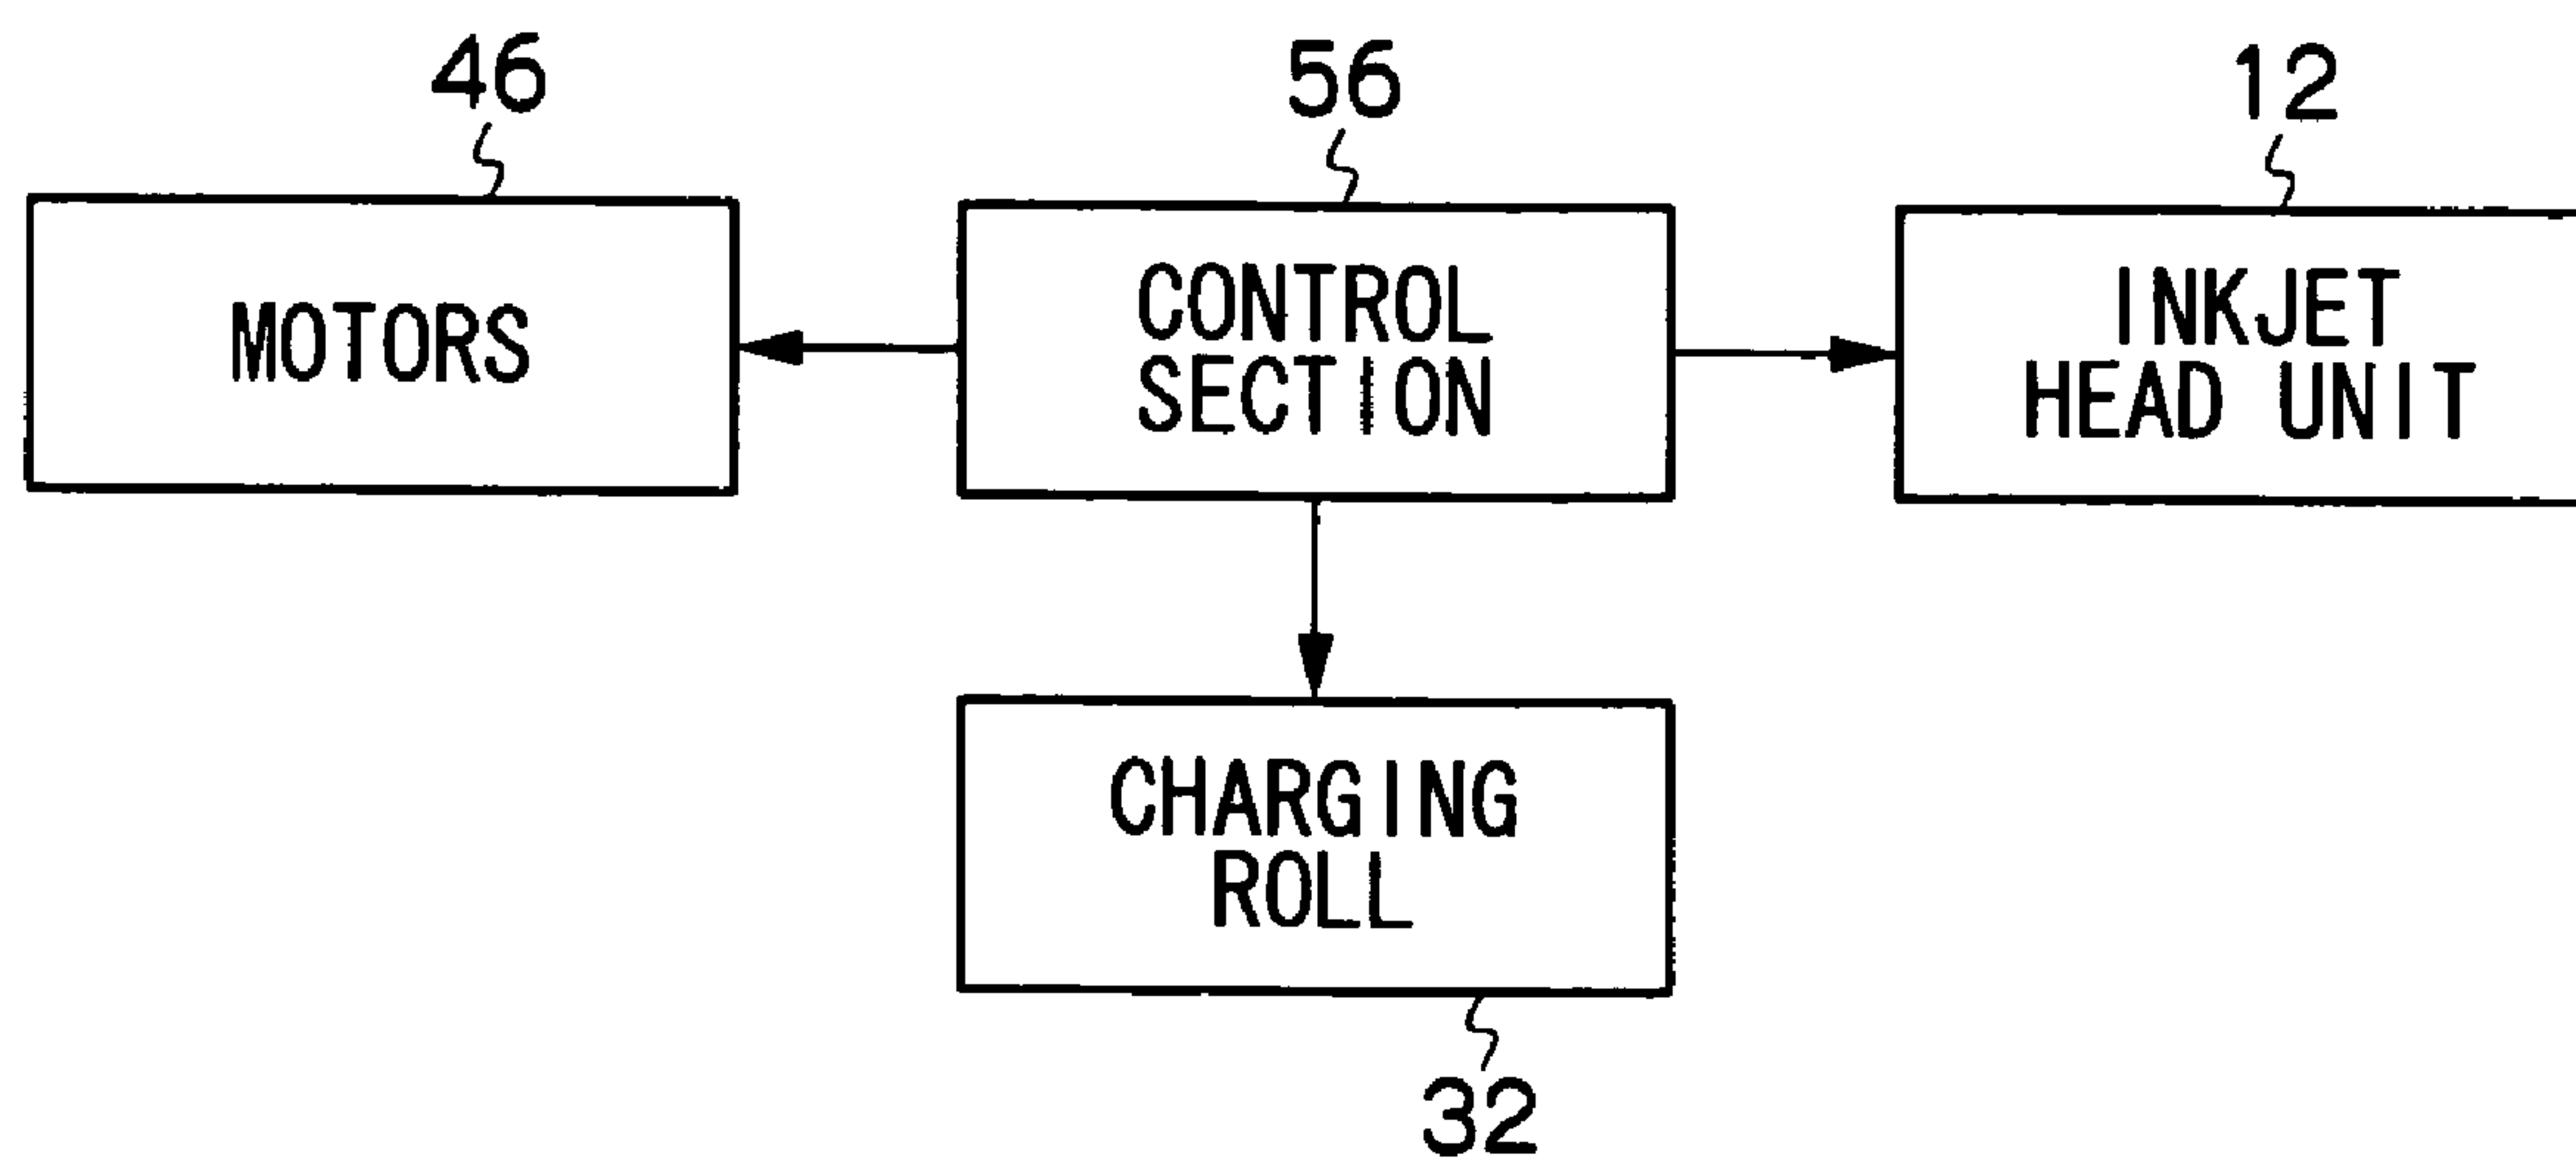 46
56
12
MOTORS
CONTROL
SECTION
INKJET
HEAD UNIT
CHARGING
ROLL
32